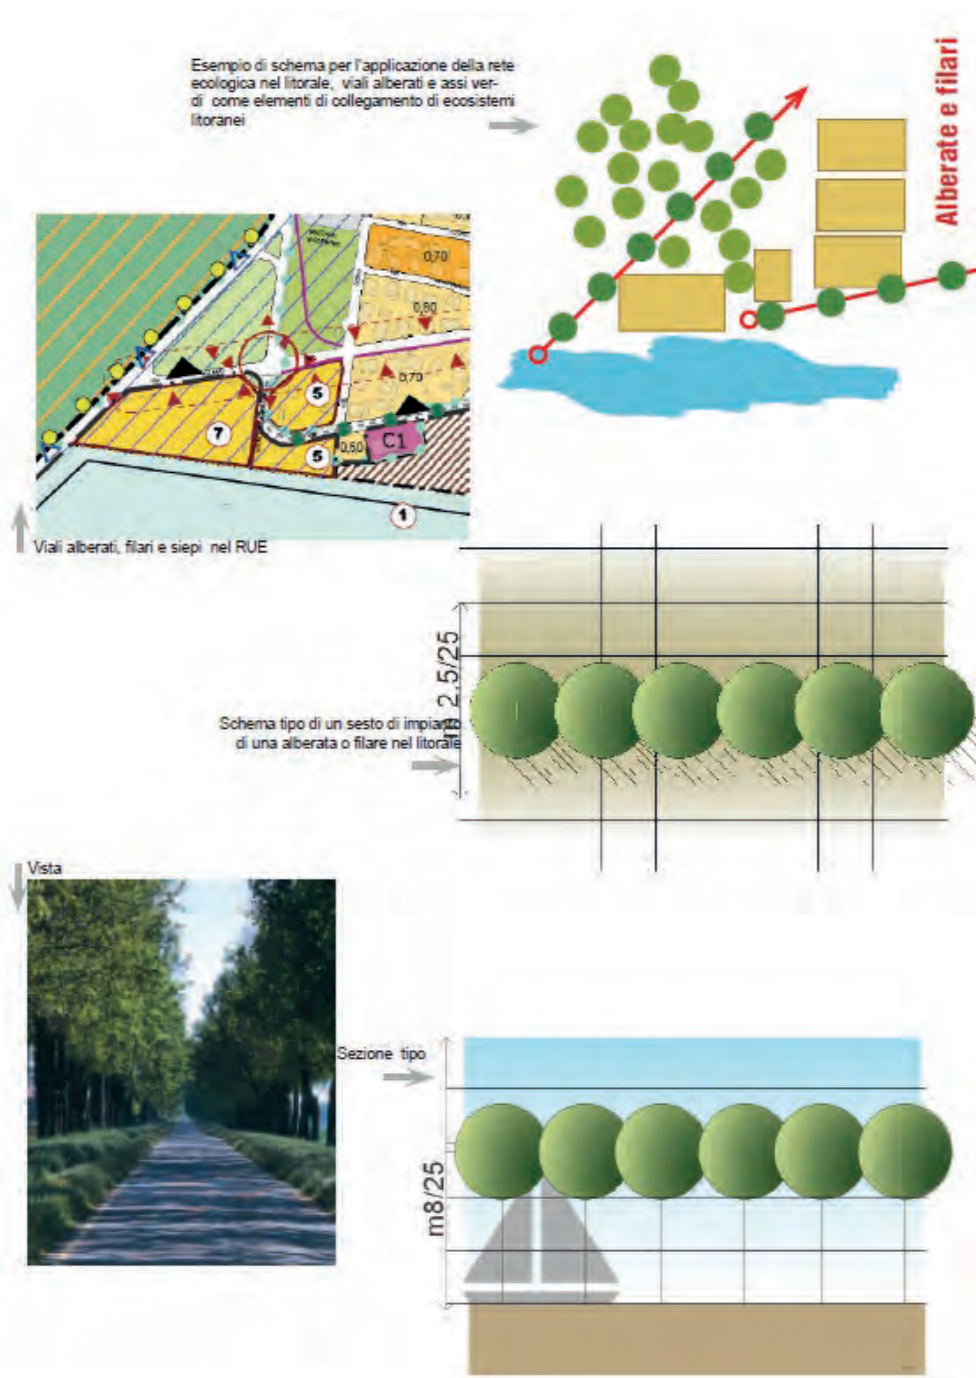 Esempio di schema per l'applicazione della rete
ecologica nel litorale, viali alberati e assi ver-
di come elementi di collegamento di ecosistemi
litoranei
Alberate e filari
0,70
0,60
0,70
5
7
5
0,50
C1
1
Viali alberati, filari e siepi nel RUE
m 2.5/25
Schema tipo di un sesto di impianto
di una alberata o filare nel litorale
Vista
Sezione tipo
m8/25